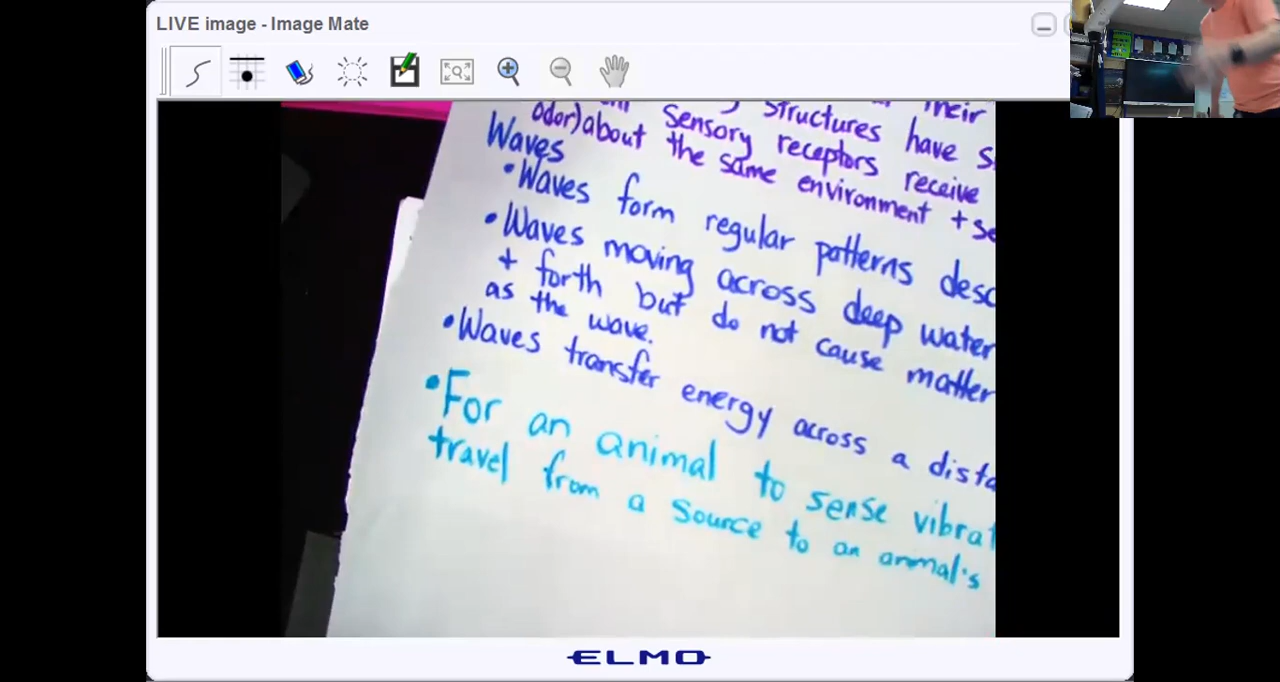 LIVE image - Image Mate
their
structures have
odor) about sensory receptors receive
the same environment +
Waves
• Waves form regular patterns
• Waves moving across deep water
+ forth but do not cause matter
as the wave.
• Waves transfer energy across a
• For an animal to sense
travel from a source to an animal's
ELMO